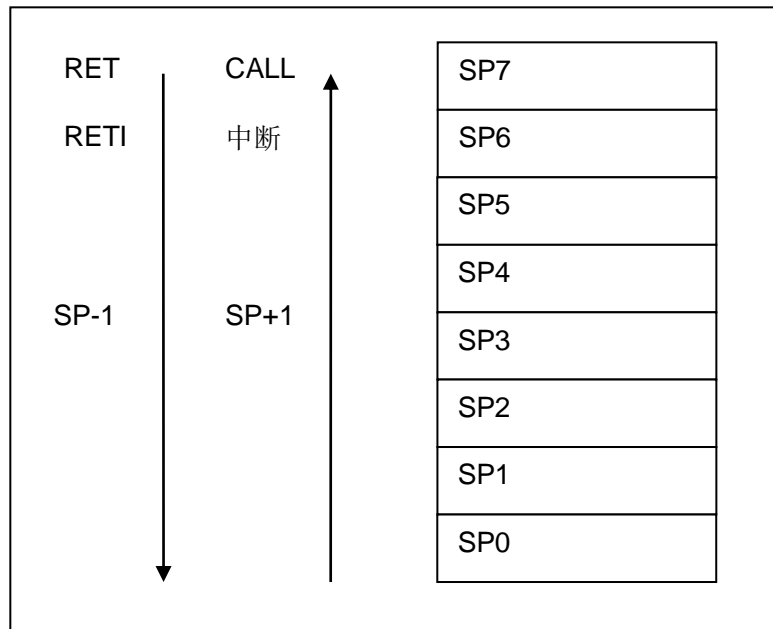 RET CALL SP7
RETI 中断 SP6
SP5
SP4
SP-1 SP+1 SP3
SP2
SP1
SP0